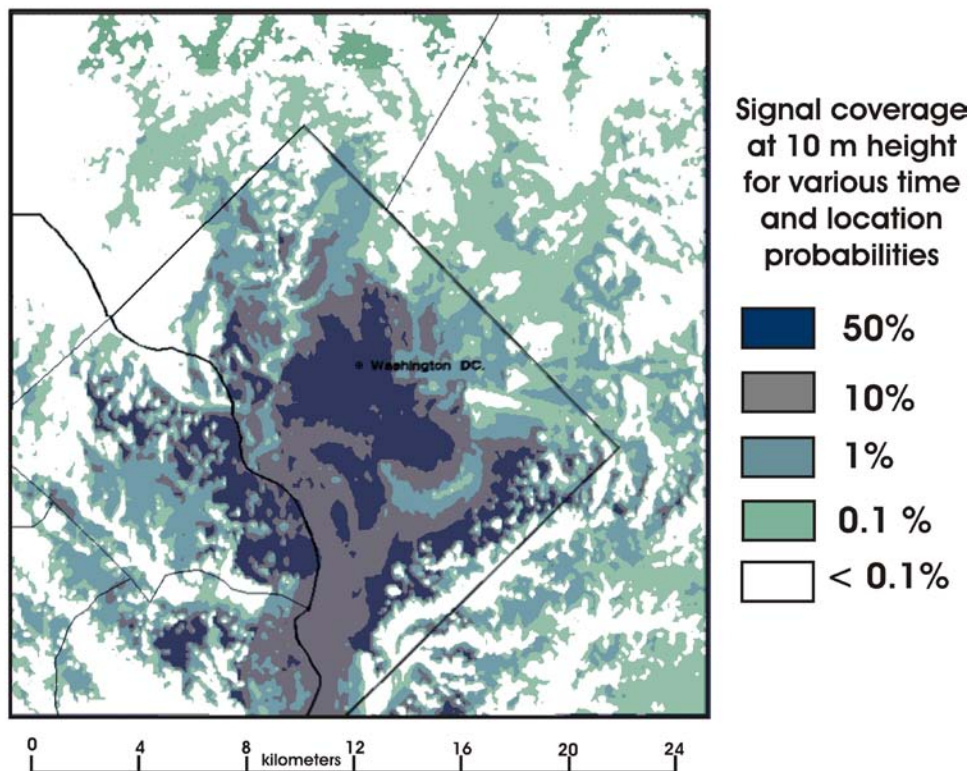 Signal coverage
at 10 m height
for various time
and location
probabilities
50%
Washington DC.
10%
1%
0.1 %
< 0.1%
0 4 8 12 16 20 24
kilometers